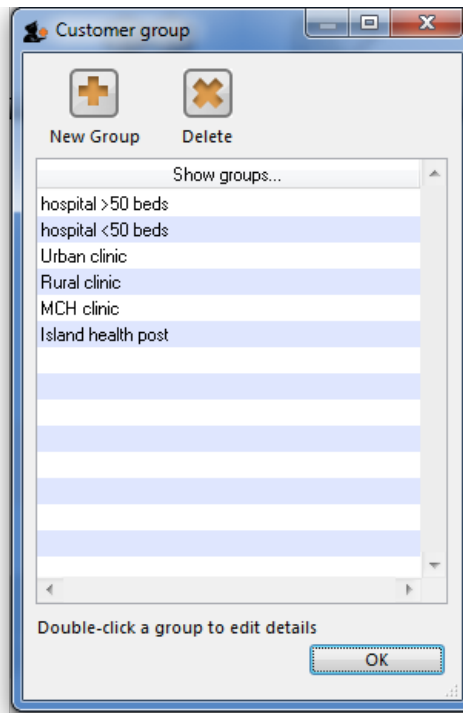 Customer group
New Group Delete
Show groups...
hospital >50 beds
hospital <50 beds
Urban clinic
Rural clinic
MCH clinic
Island health post
Double-click a group to edit details
OK